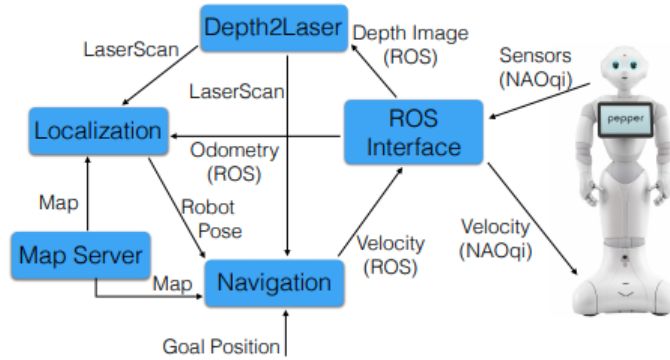 Depth2Laser
Depth Image
(ROS)
Sensors
(NAOqi)
LaserScan
LaserScan
pepper
Localization
ROS
Interface
Odometry
(ROS)
Map
Robot
Pose
Velocity
(ROS)
Velocity
(NAOqi)
Map Server
Map
Navigation
Goal Position